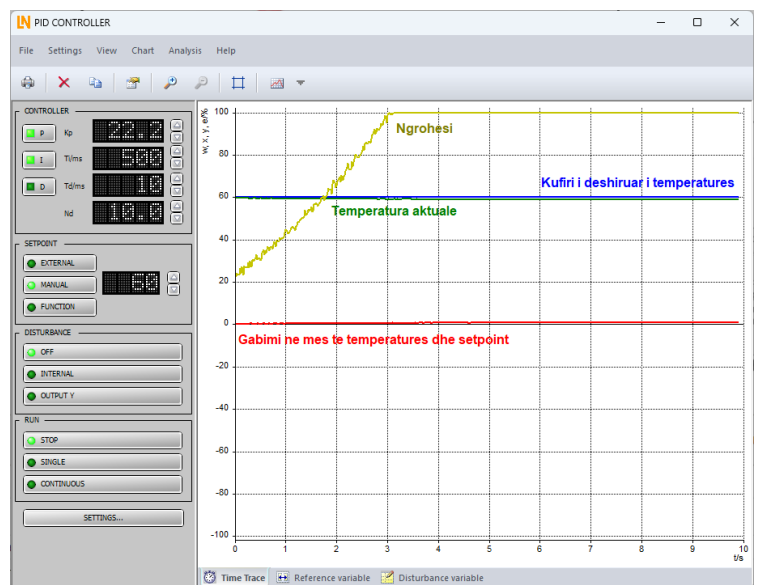 LN PID CONTROLLER
File Settings View Chart Analysis Help
CONTROLLER
P Kp 22.2
I Ti/ms 500
D Td/ms 10
Nd 10.0
SETPOINT
EXTERNAL
MANUAL 60
FUNCTION
DISTURBANCE
OFF
INTERNAL
OUTPUT Y
RUN
STOP
SINGLE
CONTINUOUS
SETTINGS...
w, x, y, e/%
100
80
60
40
20
0
-20
-40
-60
-80
-100
Ngrohesi
Kufiri i deshiruar i temperatures
Temperatura aktuale
Gabimi ne mes te temperatures dhe setpoint
0 1 2 3 4 5 6 7 8 9 10
t/s
Time Trace Reference variable Disturbance variable